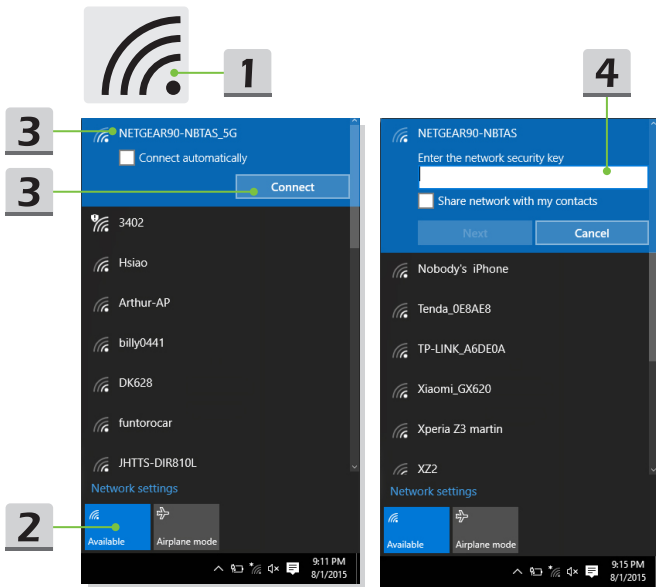 1
3
NETGEAR90-NBTAS_5G
Connect automatically
3
Connect
3402
Hsiao
Arthur-AP
billy0441
DK628
funtorocar
JHTTS-DIR810L
Network settings
2
Available
Airplane mode
9:11 PM
8/1/2015
4
NETGEAR90-NBTAS
Enter the network security key
Share network with my contacts
Next
Cancel
Nobody's iPhone
Tenda_0E8AE8
TP-LINK_A6DE0A
Xiaomi_GX620
Xperia Z3 martin
XZ2
Network settings
Available
Airplane mode
9:15 PM
8/1/2015